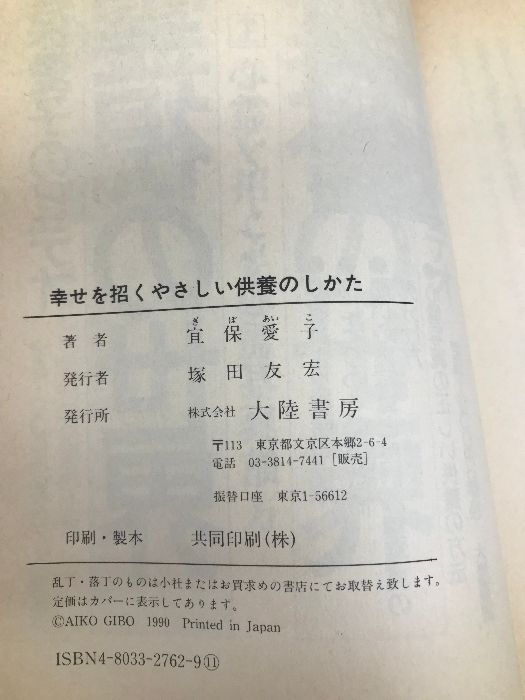 幸せを招くやさしい供養のしかた
著者 宜保愛子
ぎ ぼ あい こ
発行者 塚田友宏
発行所 株式会社 大陸書房
〒113 東京都文京区本郷2-6-4
電話 03-3814-7441［販売］
振替口座 東京1-56612
印刷・製本 共同印刷(株)
乱丁・落丁のものは小社またはお買求めの書店にてお取替え致します。
定価はカバーに表示してあります。
©AIKO GIBO 1990 Printed in Japan
ISBN4-8033-2762-9⑪